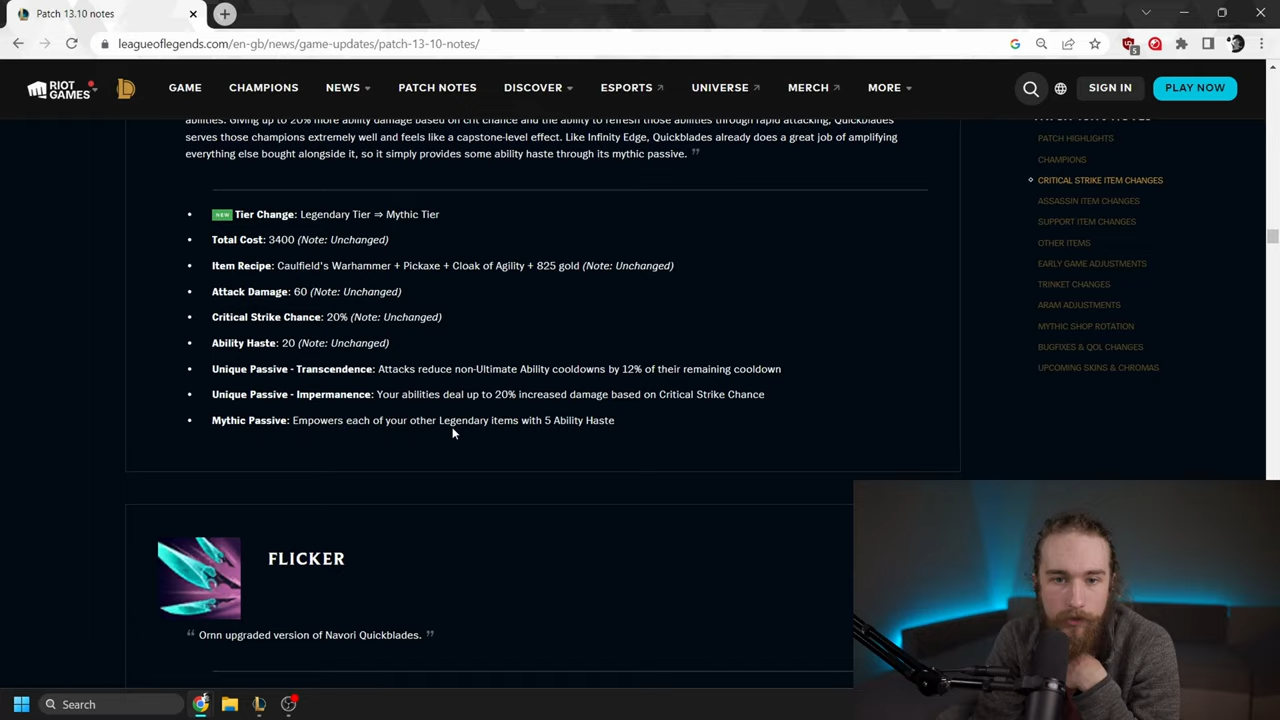 Patch 13.10 notes
leagueoflegends.com/en-gb/news/game-updates/patch-13-10-notes/
5
RIOT GAMES
GAME
CHAMPIONS
NEWS
PATCH NOTES
DISCOVER
ESPORTS
UNIVERSE
MERCH
MORE
SIGN IN
PLAY NOW
abilities. Giving up to 20% more ability damage based on crit chance and the ability to refresh those abilities through rapid attacking, Quickblades
serves those champions extremely well and feels like a capstone-level effect. Like Infinity Edge, Quickblades already does a great job of amplifying
everything else bought alongside it, so it simply provides some ability haste through its mythic passive. ”
• NEW Tier Change: Legendary Tier ⇒ Mythic Tier
• Total Cost: 3400 (Note: Unchanged)
• Item Recipe: Caulfield's Warhammer + Pickaxe + Cloak of Agility + 825 gold (Note: Unchanged)
• Attack Damage: 60 (Note: Unchanged)
• Critical Strike Chance: 20% (Note: Unchanged)
• Ability Haste: 20 (Note: Unchanged)
• Unique Passive - Transcendence: Attacks reduce non-Ultimate Ability cooldowns by 12% of their remaining cooldown
• Unique Passive - Impermanence: Your abilities deal up to 20% increased damage based on Critical Strike Chance
• Mythic Passive: Empowers each of your other Legendary items with 5 Ability Haste
FLICKER
“ Ornn upgraded version of Navori Quickblades. ”
PATCH HIGHLIGHTS
CHAMPIONS
CRITICAL STRIKE ITEM CHANGES
ASSASSIN ITEM CHANGES
SUPPORT ITEM CHANGES
OTHER ITEMS
EARLY GAME ADJUSTMENTS
TRINKET CHANGES
ARAM ADJUSTMENTS
MYTHIC SHOP ROTATION
BUGFIXES & QOL CHANGES
UPCOMING SKINS & CHROMAS
Search